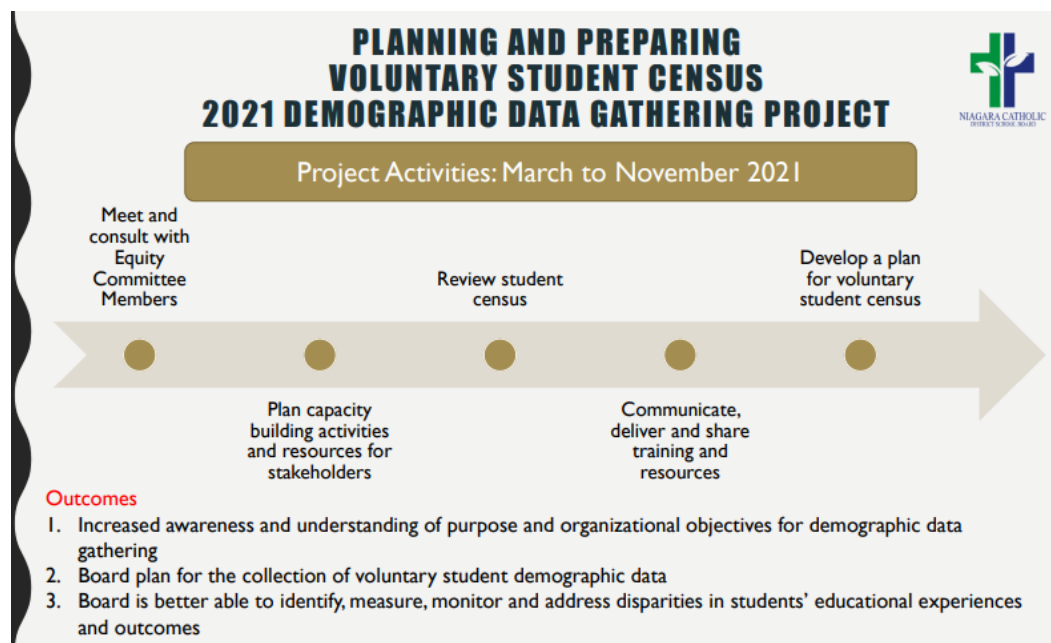 PLANNING AND PREPARING
VOLUNTARY STUDENT CENSUS
2021 DEMOGRAPHIC DATA GATHERING PROJECT
NIAGARA CATHOLIC
DISTRICT SCHOOL BOARD
Project Activities: March to November 2021
Meet and
consult with
Equity
Committee
Members
Plan capacity
building activities
and resources for
stakeholders
Review student
census
Communicate,
deliver and share
training and
resources
Develop a plan
for voluntary
student census
Outcomes
1. Increased awareness and understanding of purpose and organizational objectives for demographic data
gathering
2. Board plan for the collection of voluntary student demographic data
3. Board is better able to identify, measure, monitor and address disparities in students' educational experiences
and outcomes